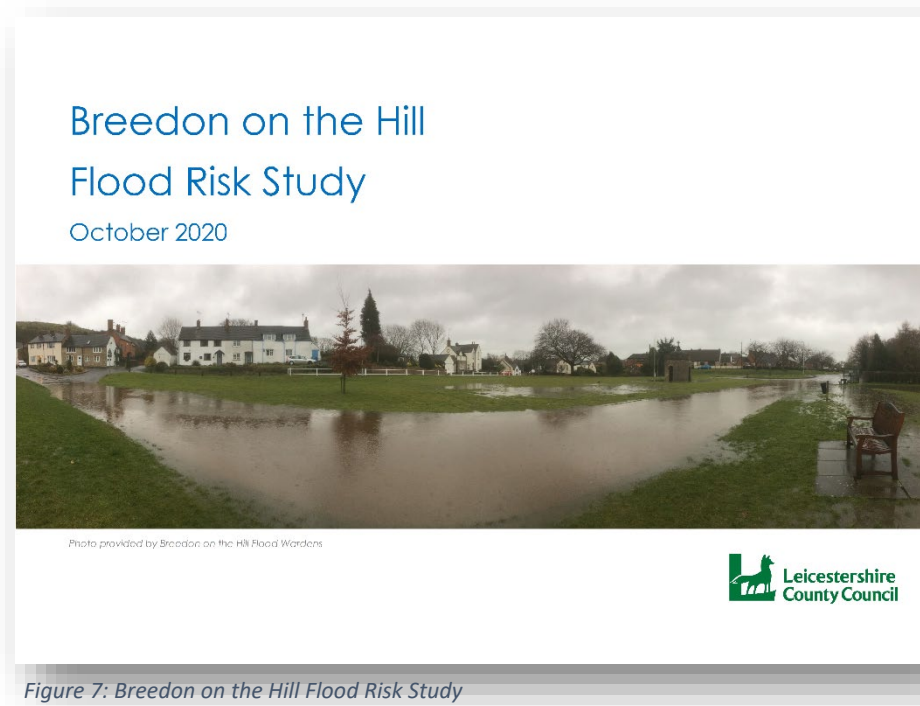 Breedon on the Hill
Flood Risk Study
October 2020
Photo provided by Breedon on the Hill Flood Wardens
Leicestershire
County Council
Figure 7: Breedon on the Hill Flood Risk Study